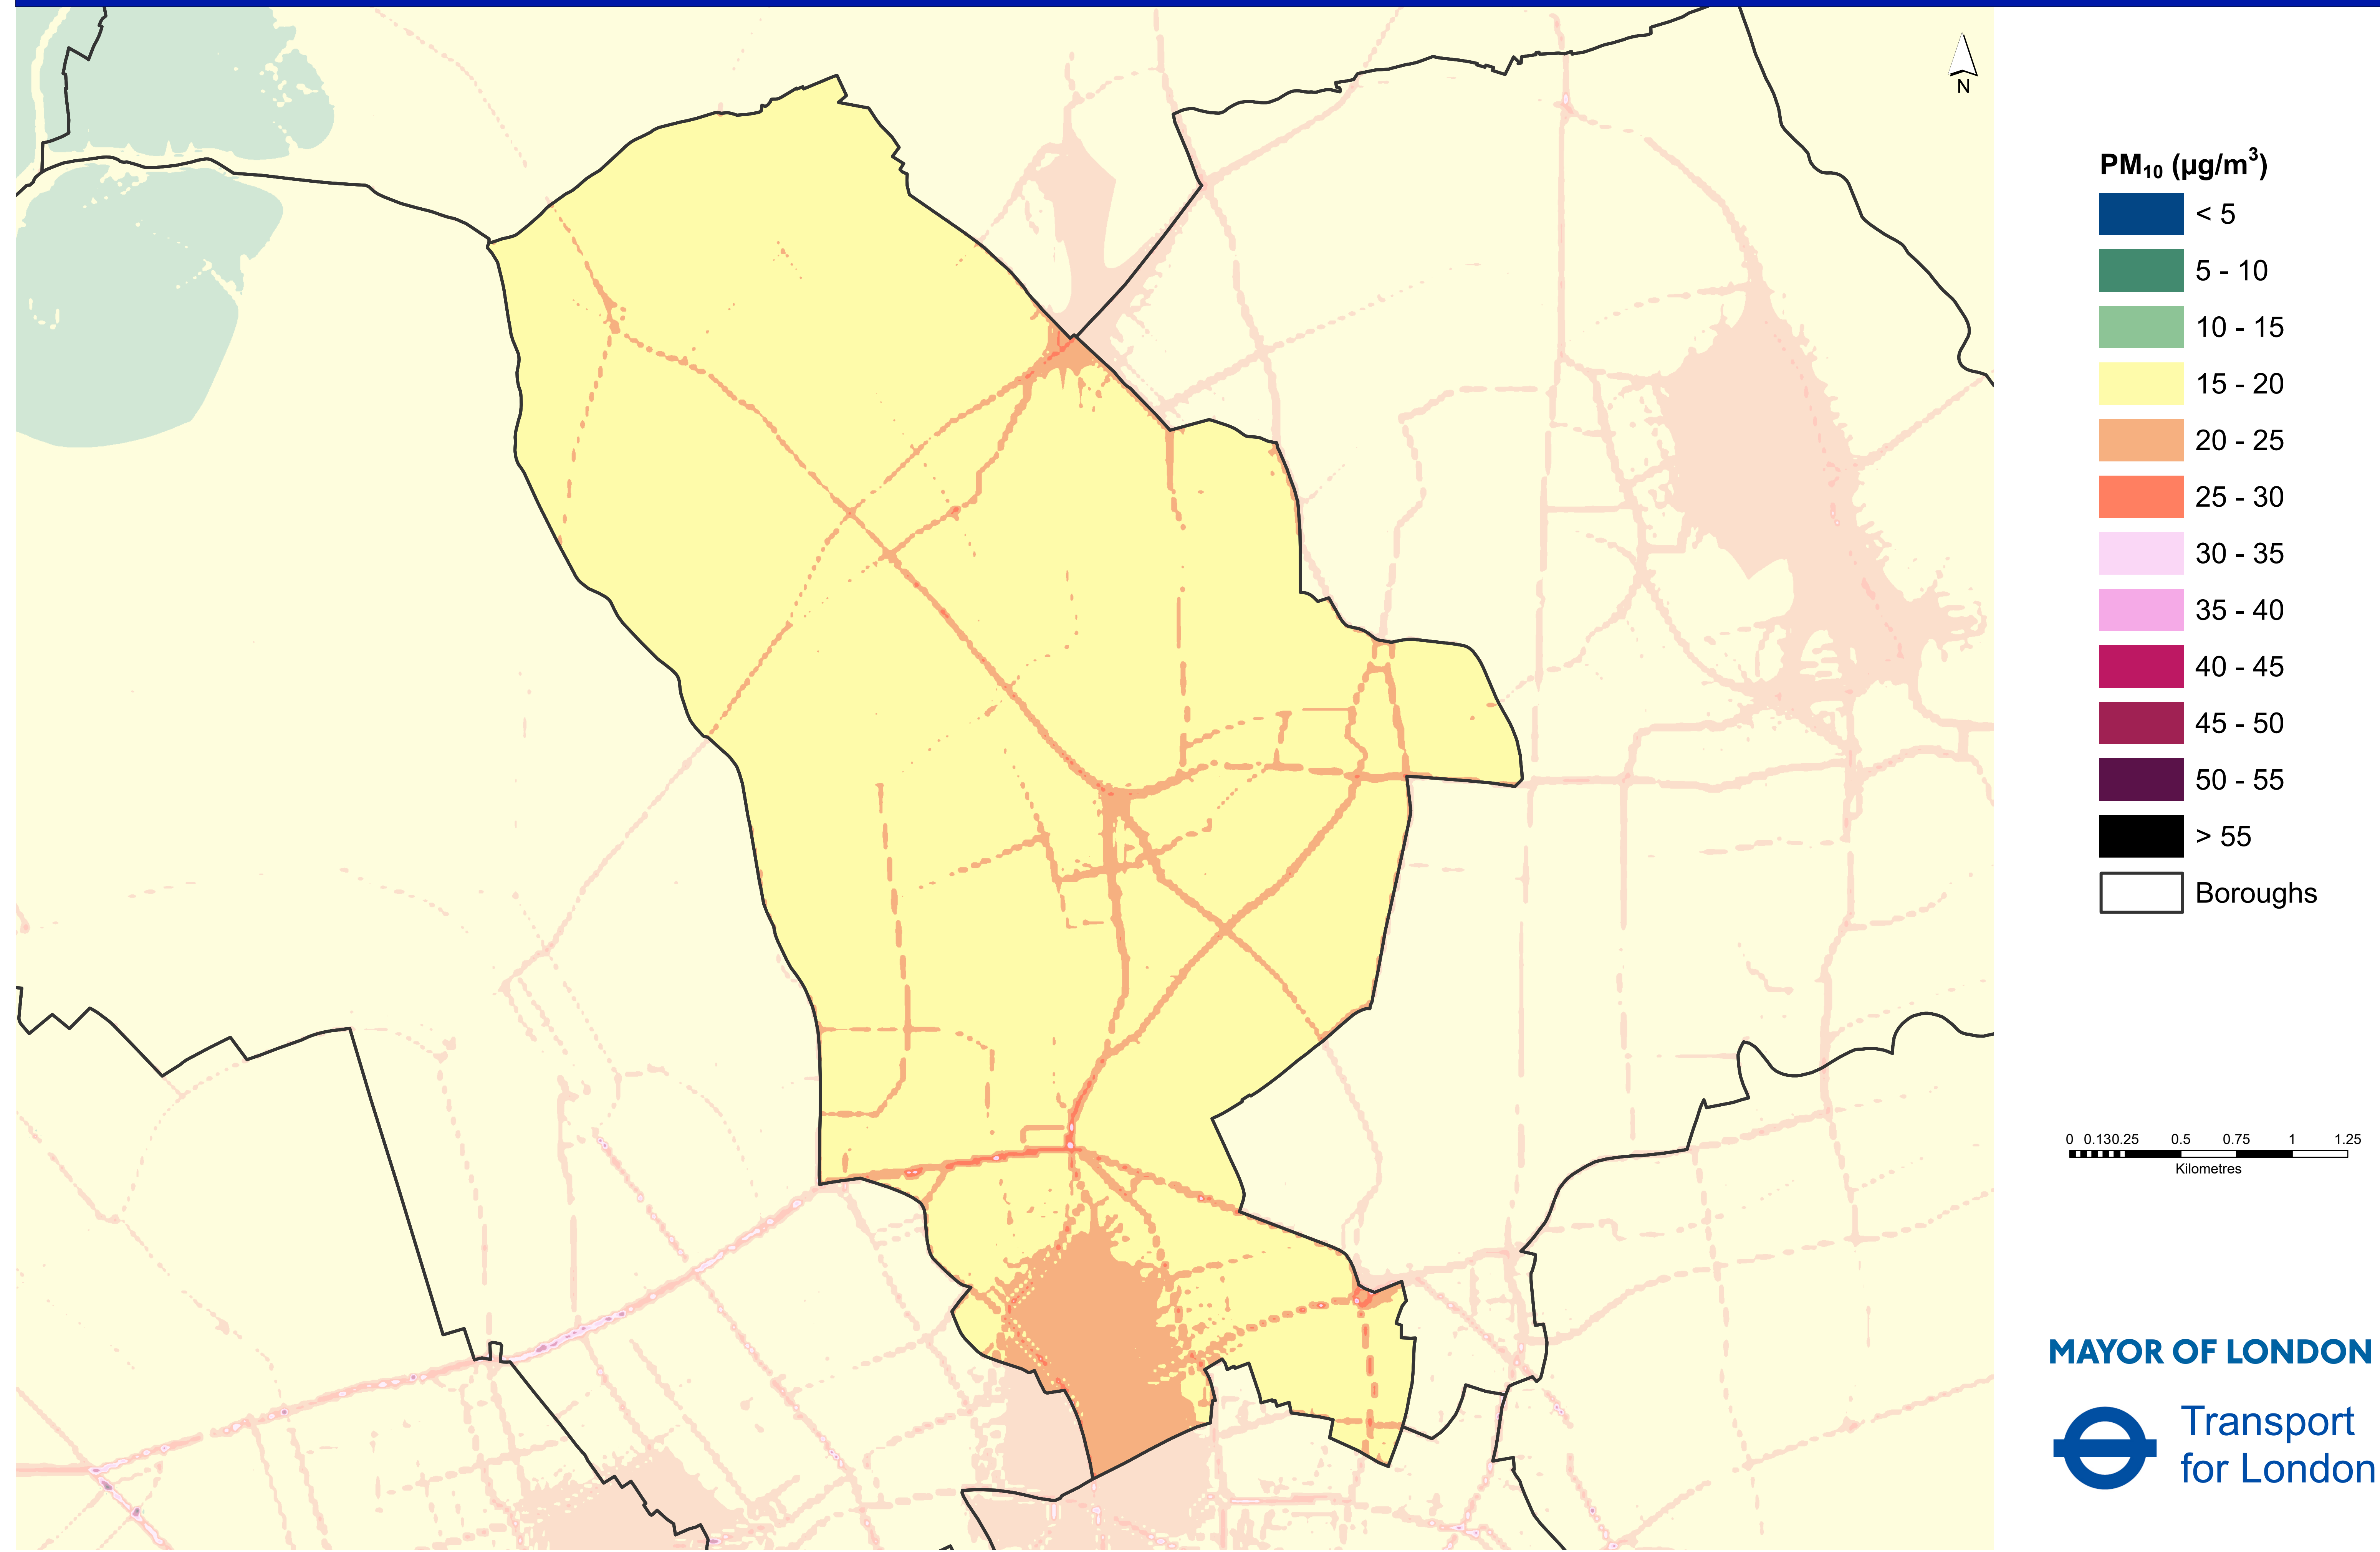 N
PM₁₀ (µg/m³)
< 5
5 - 10
10 - 15
15 - 20
20 - 25
25 - 30
30 - 35
35 - 40
40 - 45
45 - 50
50 - 55
> 55
Boroughs
0 0.130.25 0.5 0.75 1 1.25
Kilometres
MAYOR OF LONDON
Transport
for London